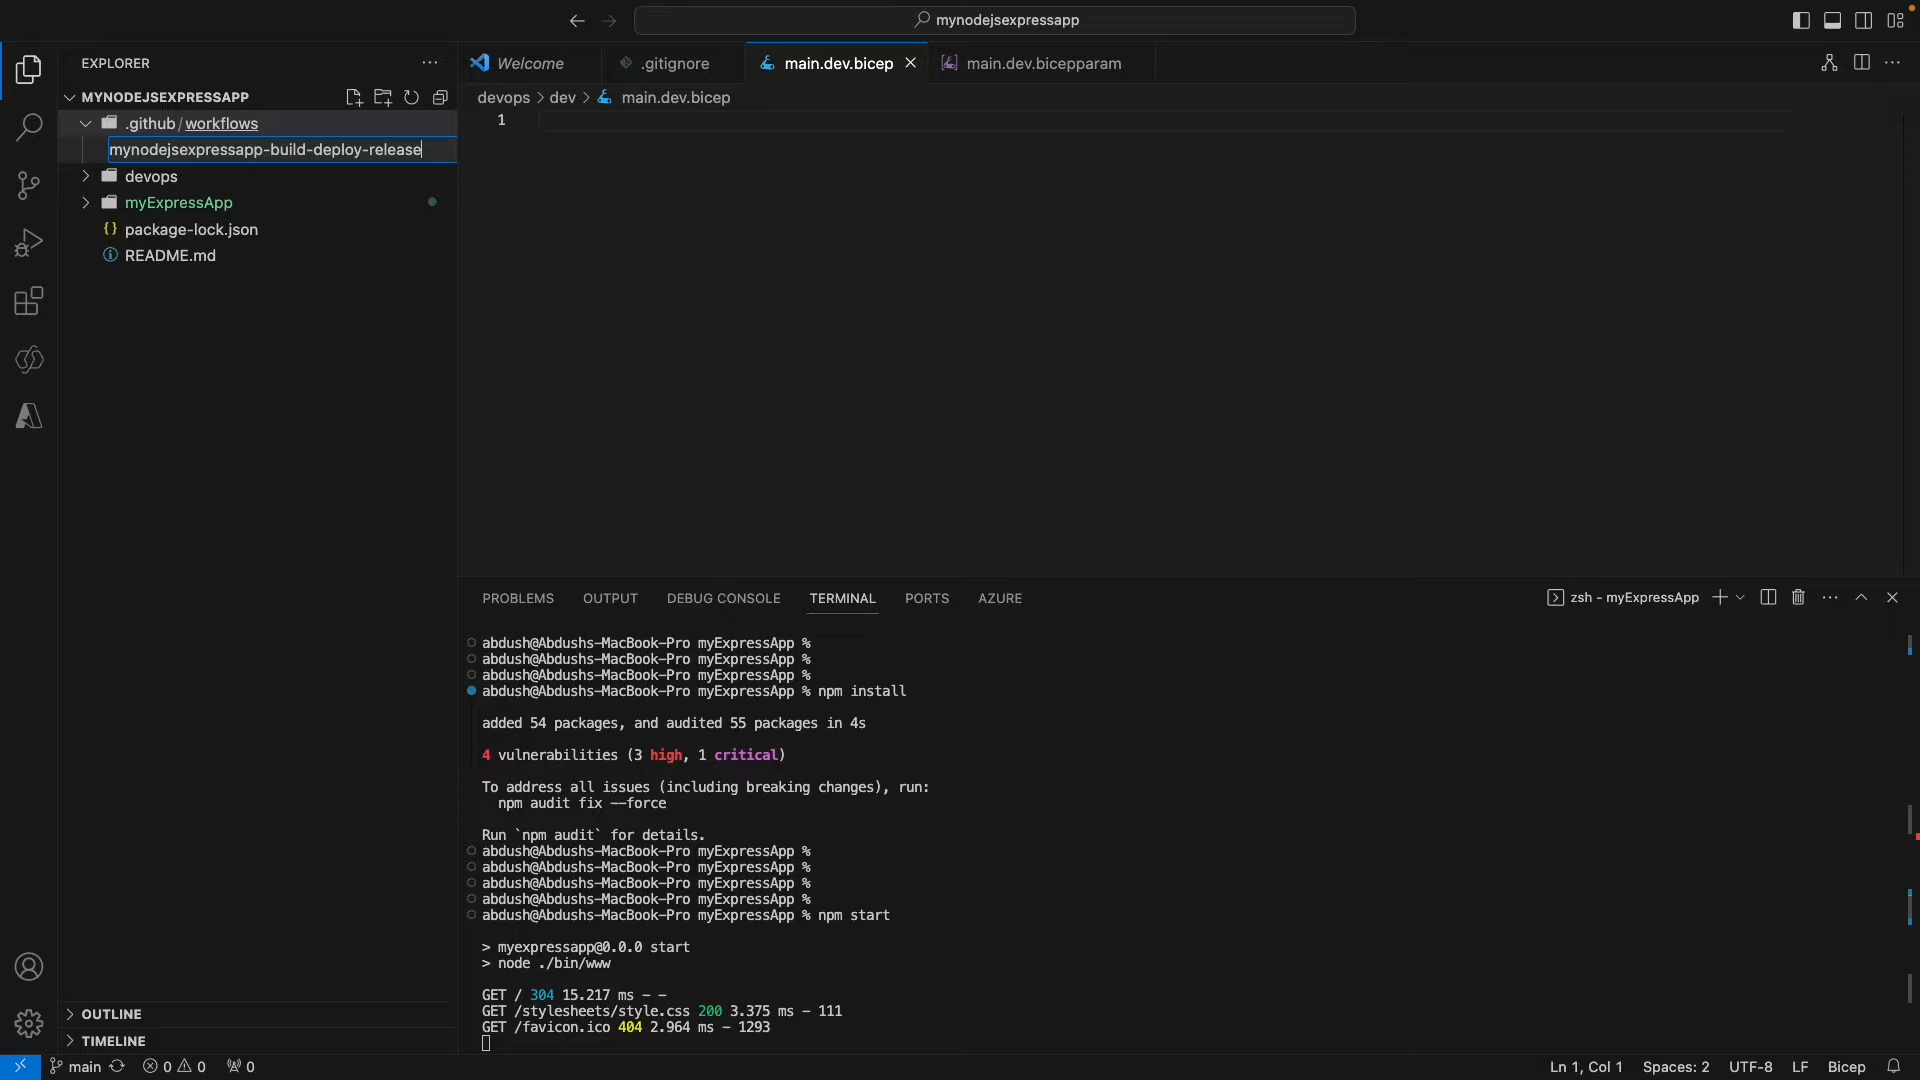 mynodejsexpressapp
EXPLORER
MYNODEJSEXPRESSAPP
.github/workflows
mynodejsexpressapp-build-deploy-release
devops
myExpressApp
package-lock.json
README.md
OUTLINE
TIMELINE
Welcome
.gitignore
main.dev.bicep
main.dev.bicepparam
devops > dev > main.dev.bicep
1
PROBLEMS
OUTPUT
DEBUG CONSOLE
TERMINAL
PORTS
AZURE
zsh - myExpressApp
abdush@Abdushs-MacBook-Pro myExpressApp %
abdush@Abdushs-MacBook-Pro myExpressApp %
abdush@Abdushs-MacBook-Pro myExpressApp %
abdush@Abdushs-MacBook-Pro myExpressApp % npm install
added 54 packages, and audited 55 packages in 4s
4 vulnerabilities (3 high, 1 critical)
To address all issues (including breaking changes), run:
npm audit fix --force
Run `npm audit` for details.
abdush@Abdushs-MacBook-Pro myExpressApp %
abdush@Abdushs-MacBook-Pro myExpressApp %
abdush@Abdushs-MacBook-Pro myExpressApp %
abdush@Abdushs-MacBook-Pro myExpressApp %
abdush@Abdushs-MacBook-Pro myExpressApp % npm start
> myexpressapp@0.0.0 start
> node ./bin/www
GET / 304 15.217 ms - -
GET /stylesheets/style.css 200 3.375 ms - 111
GET /favicon.ico 404 2.964 ms - 1293
main
0
0
0
Ln 1, Col 1
Spaces: 2
UTF-8
LF
Bicep